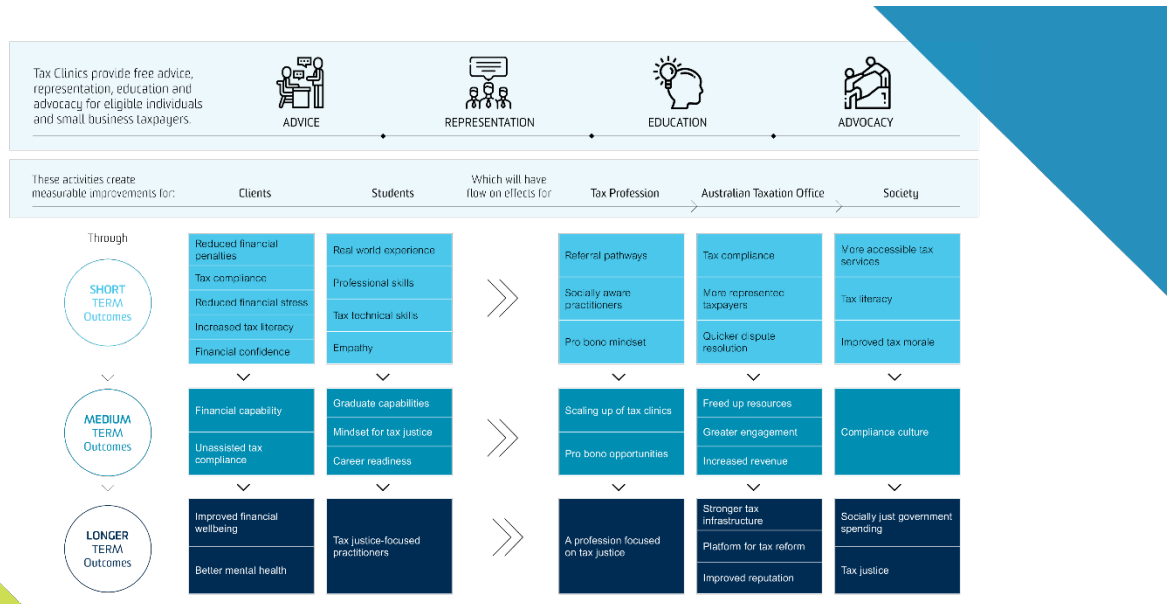 Tax Clinics provide free advice,
representation, education and
advocacy for eligible individuals
and small business taxpayers.
ADVICE
REPRESENTATION
EDUCATION
ADVOCACY
These activities create
measurable improvements for:
Clients
Students
Which will have
flow on effects for
Tax Profession
Australian Taxation Office
Society
Through
SHORT
TERM
Outcomes
Reduced financial
penalties
Tax compliance
Reduced financial stress
Increased tax literacy
Financial confidence
Real world experience
Professional skills
Tax technical skills
Empathy
Referral pathways
Socially aware
practitioners
Pro bono mindset
Tax compliance
More represented
taxpayers
Quicker dispute
resolution
More accessible tax
services
Tax literacy
Improved tax morale
MEDIUM
TERM
Outcomes
Financial capability
Unassisted tax
compliance
Graduate capabilities
Mindset for tax justice
Career readiness
Scaling up of tax clinics
Pro bono opportunities
Freed up resources
Greater engagement
Increased revenue
Compliance culture
LONGER
TERM
Outcomes
Improved financial
wellbeing
Better mental health
Tax justice-focused
practitioners
A profession focused
on tax justice
Stronger tax
infrastructure
Platform for tax reform
Improved reputation
Socially just government
spending
Tax justice